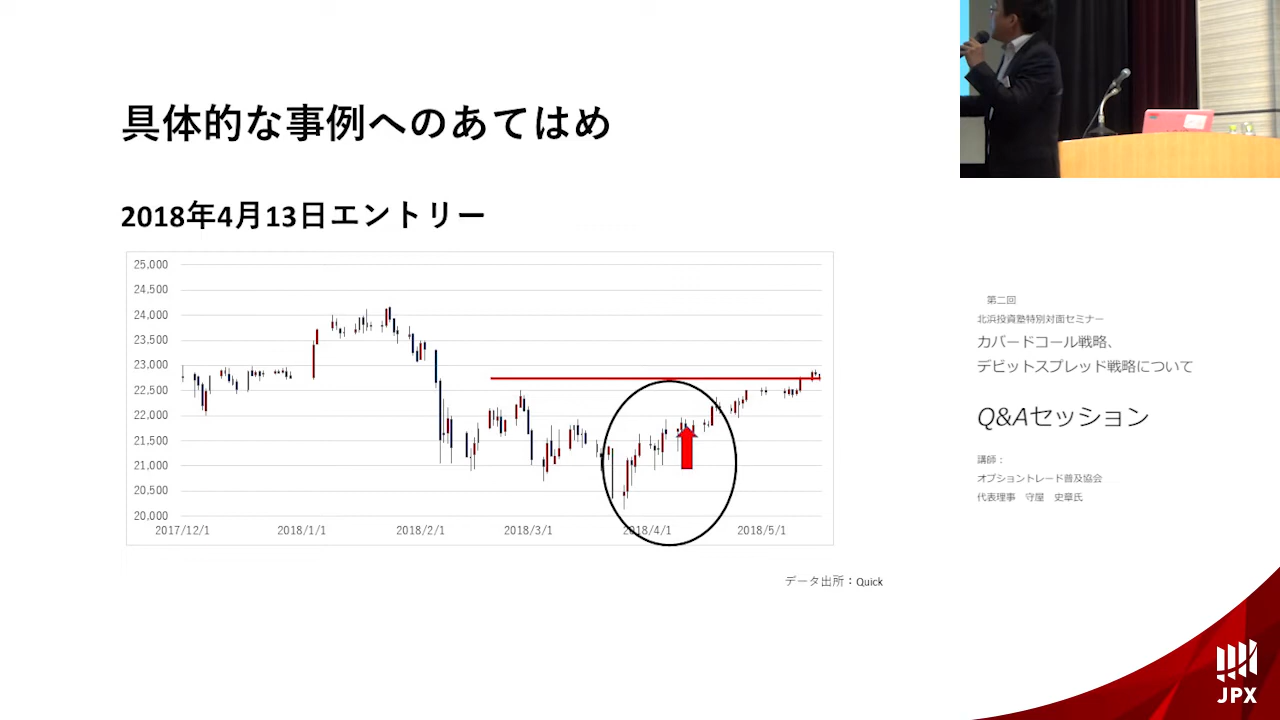 具体的な事例へのあてはめ
2018年4月13日エントリー
25,000
24,500
24,000
23,500
23,000
22,500
22,000
21,500
21,000
20,500
20,000
2017/12/1 2018/1/1 2018/2/1 2018/3/1 2018/4/1 2018/5/1
データ出所：Quick
第二回
北浜投資塾特別対面セミナー
カバードコール戦略、
デビットスプレッド戦略について
Q&Aセッション
講師：
オプショントレード普及協会
代表理事 守屋 史章氏
JPX